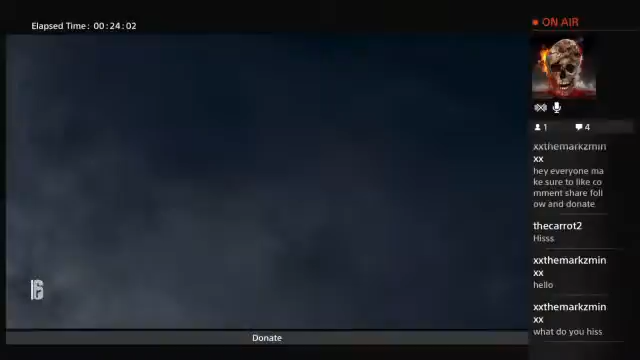 Elapsed Time: 00:24:02
ON AIR
1
4
xxthemarkzmin
xx
hey everyone ma
ke sure to like co
mment share foll
ow and donate
thecarrot2
Hisss
xxthemarkzmin
xx
hello
xxthemarkzmin
xx
what do you hiss
6
Donate